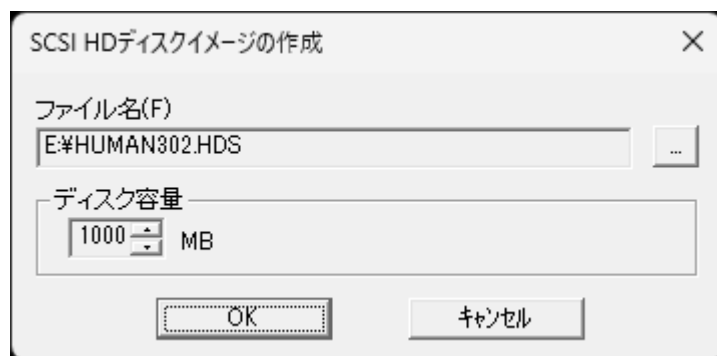 SCSI HDディスクイメージの作成
ファイル名(F)
E:¥HUMAN302.HDS
...
ディスク容量
1000 MB
OK キャンセル